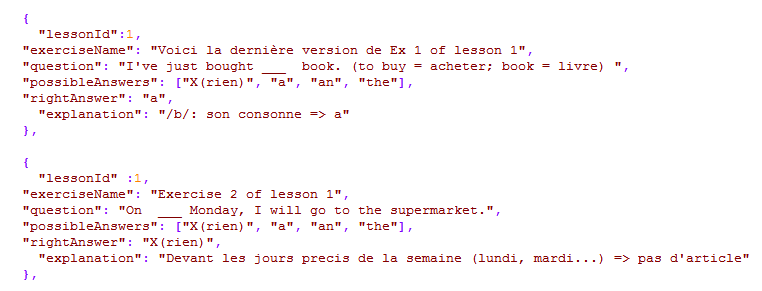 {
"lessonId":1,
"exerciseName": "Voici la dernière version de Ex 1 of lesson 1",
"question": "I've just bought ___ book. (to buy = acheter; book = livre) ",
"possibleAnswers": ["X(rien)", "a", "an", "the"],
"rightAnswer": "a",
"explanation": "/b/: son consonne => a"
},
{
"lessonId" :1,
"exerciseName": "Exercise 2 of lesson 1",
"question": "On ___ Monday, I will go to the supermarket.",
"possibleAnswers": ["X(rien)", "a", "an", "the"],
"rightAnswer": "X(rien)",
"explanation": "Devant les jours precis de la semaine (lundi, mardi...) => pas d'article"
},